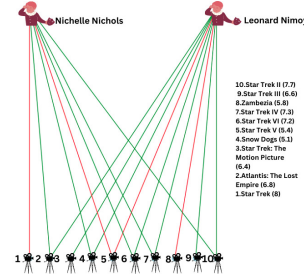 Nichelle Nichols
Leonard Nimoy
10.Star Trek II (7.7)
9.Star Trek III (6.6)
8.Zambezia (5.8)
7.Star Trek IV (7.3)
6.Star Trek VI (7.2)
5.Star Trek V (5.4)
4.Snow Dogs (5.1)
3.Star Trek: The
Motion Picture
(6.4)
2.Atlantis: The Lost
Empire (6.8)
1.Star Trek (8)
1 2 3 4 5 6 7 8 9 10